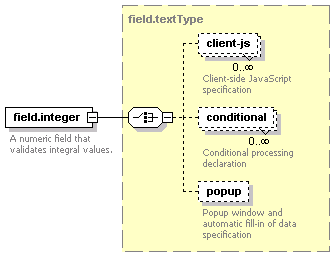 field.textType
client-js
0..∞
Client-side JavaScript
specification
field.integer
A numeric field that
validates integral values.
conditional
0..∞
Conditional processing
declaration
popup
Popup window and
automatic fill-in of data
specification